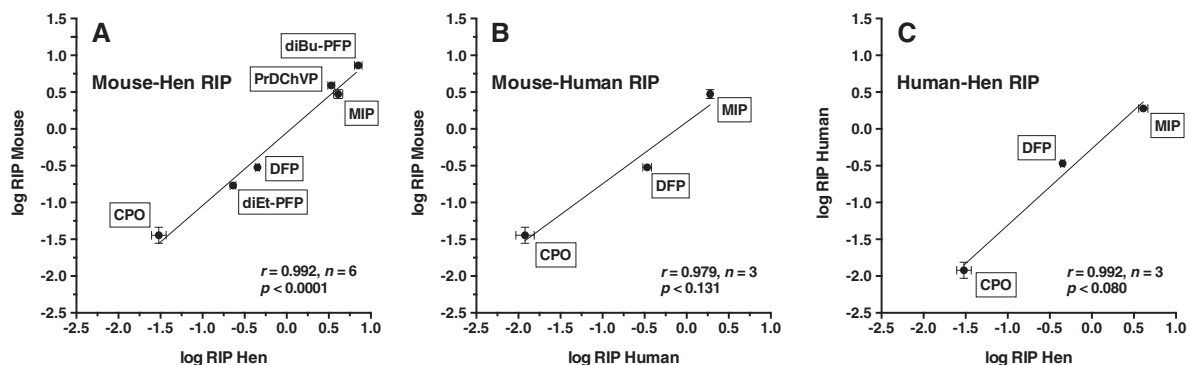 A
Mouse-Hen RIP
log RIP Mouse
1.5
1.0
0.5
0.0
-0.5
-1.0
-1.5
-2.0
-2.5
diBu-PFP
PrDChVP
MIP
DFP
diEt-PFP
CPO
r = 0.992, n = 6
p < 0.0001
-2.5 -2.0 -1.5 -1.0 -0.5 0.0 0.5 1.0
log RIP Hen
B
Mouse-Human RIP
log RIP Mouse
1.5
1.0
0.5
0.0
-0.5
-1.0
-1.5
-2.0
-2.5
MIP
DFP
CPO
r = 0.979, n = 3
p < 0.131
-2.5 -2.0 -1.5 -1.0 -0.5 0.0 0.5 1.0
log RIP Human
C
Human-Hen RIP
log RIP Human
1.5
1.0
0.5
0.0
-0.5
-1.0
-1.5
-2.0
-2.5
MIP
DFP
CPO
r = 0.992, n = 3
p < 0.080
-2.5 -2.0 -1.5 -1.0 -0.5 0.0 0.5 1.0
log RIP Hen